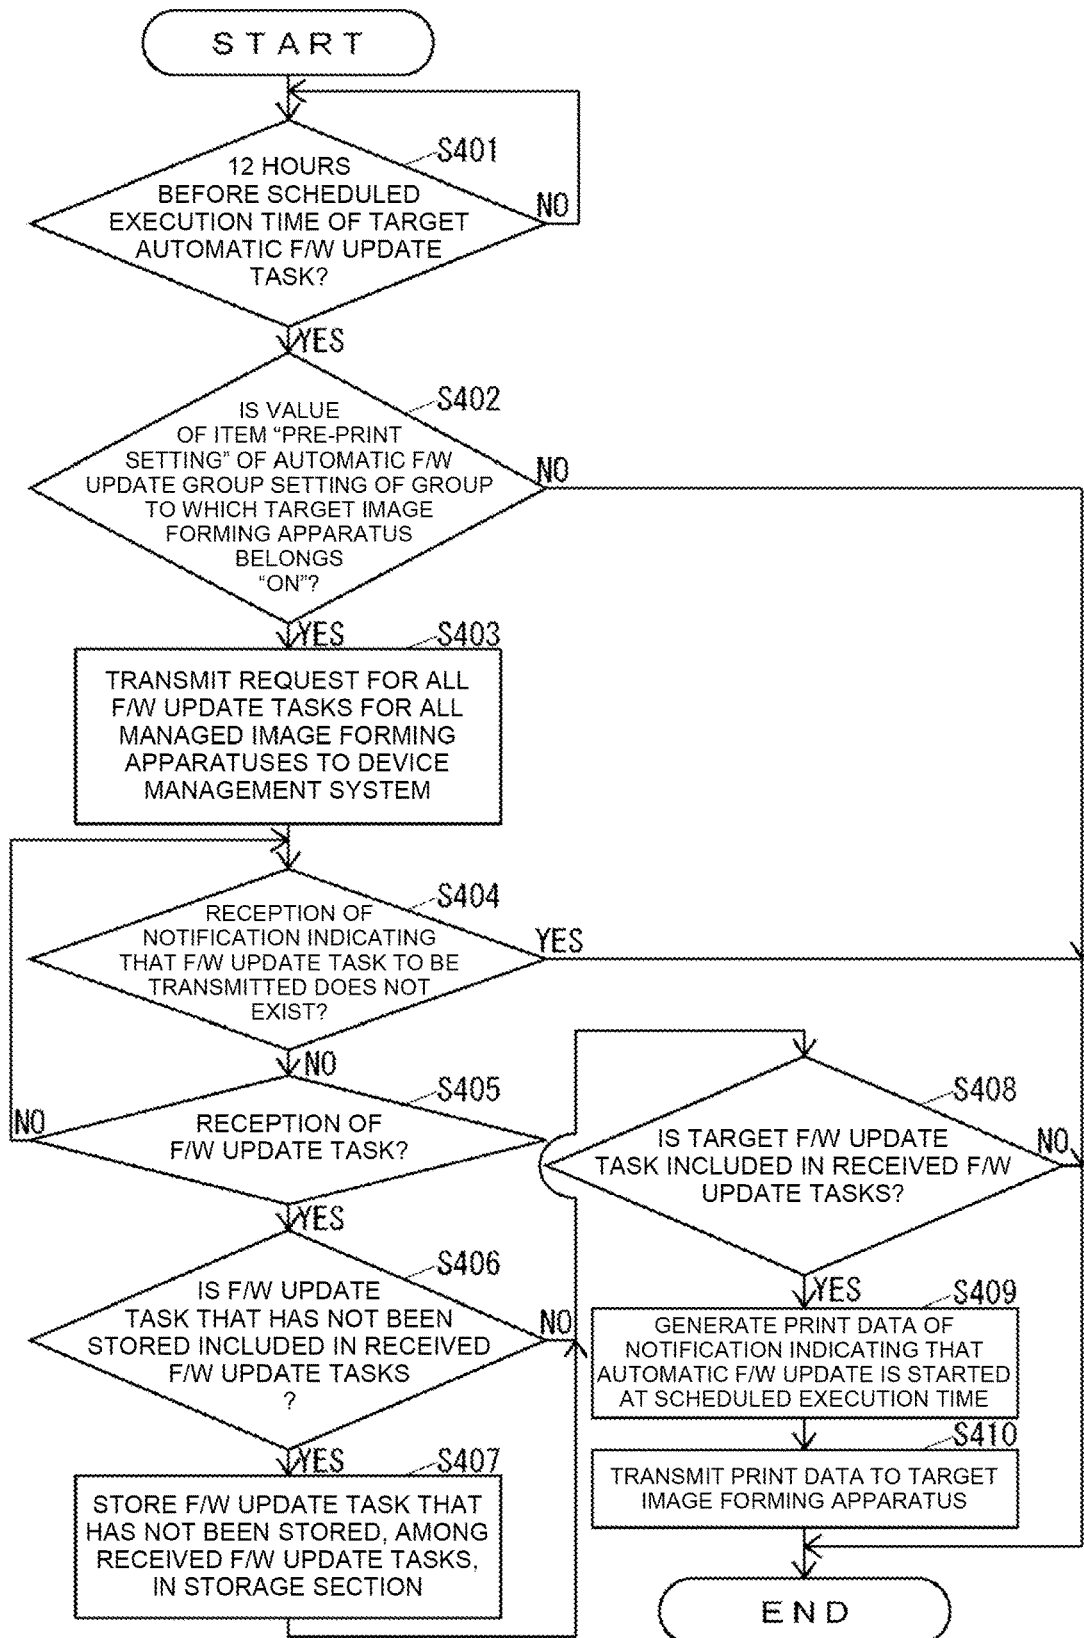 START
S401
12 HOURS
BEFORE SCHEDULED
EXECUTION TIME OF TARGET
AUTOMATIC F/W UPDATE
TASK?
NO
YES
S402
IS VALUE
OF ITEM “PRE-PRINT
SETTING” OF AUTOMATIC F/W
UPDATE GROUP SETTING OF GROUP
TO WHICH TARGET IMAGE
FORMING APPARATUS
BELONGS
“ON”?
NO
YES
S403
TRANSMIT REQUEST FOR ALL
F/W UPDATE TASKS FOR ALL
MANAGED IMAGE FORMING
APPARATUSES TO DEVICE
MANAGEMENT SYSTEM
S404
RECEPTION OF
NOTIFICATION INDICATING
THAT F/W UPDATE TASK TO BE
TRANSMITTED DOES NOT
EXIST?
YES
NO
S405
RECEPTION OF
F/W UPDATE TASK?
NO
YES
S406
IS F/W UPDATE
TASK THAT HAS NOT BEEN
STORED INCLUDED IN RECEIVED
F/W UPDATE TASKS
?
NO
YES
S407
STORE F/W UPDATE TASK THAT
HAS NOT BEEN STORED, AMONG
RECEIVED F/W UPDATE TASKS,
IN STORAGE SECTION
S408
IS TARGET F/W UPDATE
TASK INCLUDED IN RECEIVED F/W
UPDATE TASKS?
NO
YES
S409
GENERATE PRINT DATA OF
NOTIFICATION INDICATING THAT
AUTOMATIC F/W UPDATE IS STARTED
AT SCHEDULED EXECUTION TIME
S410
TRANSMIT PRINT DATA TO TARGET
IMAGE FORMING APPARATUS
END